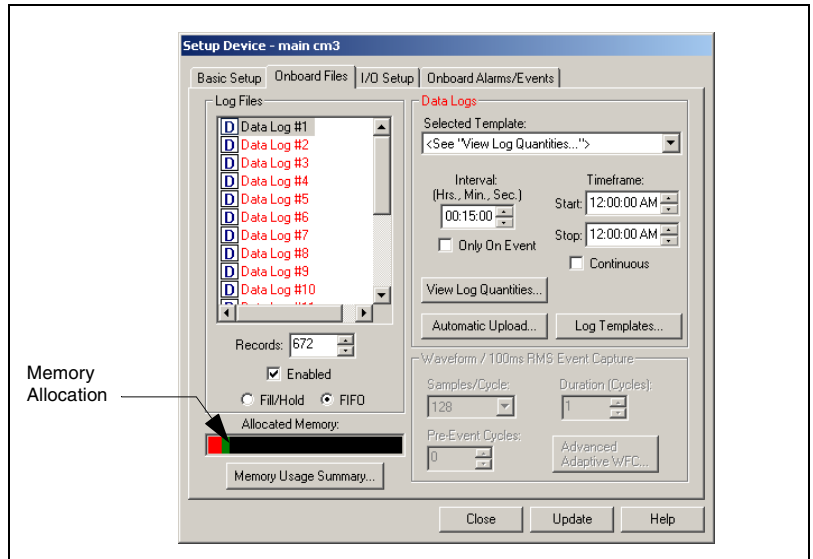 Setup Device - main cm3
Basic Setup Onboard Files I/O Setup Onboard Alarms/Events
Log Files
D Data Log #1
D Data Log #2
D Data Log #3
D Data Log #4
D Data Log #5
D Data Log #6
D Data Log #7
D Data Log #8
D Data Log #9
D Data Log #10
Records: 672
Enabled
Fill/Hold FIFO
Allocated Memory:
Memory Usage Summary...
Memory
Allocation
Data Logs
Selected Template:
<See "View Log Quantities...">
Interval:
(Hrs., Min., Sec.)
00:15:00
Only On Event
Timeframe:
Start: 12:00:00 AM
Stop: 12:00:00 AM
Continuous
View Log Quantities...
Automatic Upload... Log Templates...
Waveform / 100ms RMS Event Capture
Samples/Cycle: Duration (Cycles):
128 1
Pre-Event Cycles:
0
Advanced
Adaptive WFC...
Close Update Help